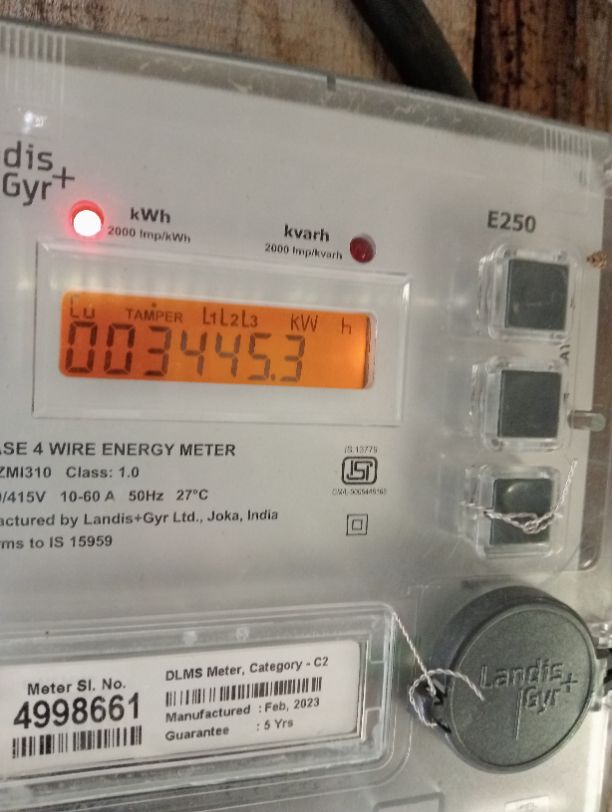 dis
Gyr+
kWh
2000 Imp/kWh
kvarh
2000 Imp/kvarh
E250
Cu TAMPER L1L2L3 kW h
003445.3
ASE 4 WIRE ENERGY METER
ZMI310 Class: 1.0
/415V 10-60 A 50Hz 27°C
actured by Landis+Gyr Ltd., Joka, India
rms to IS 15959
IS.13779
ISI
Meter Sl. No.
4998661
DLMS Meter, Category - C2
Manufactured : Feb, 2023
Guarantee : 5 Yrs
Landis+
Gyr